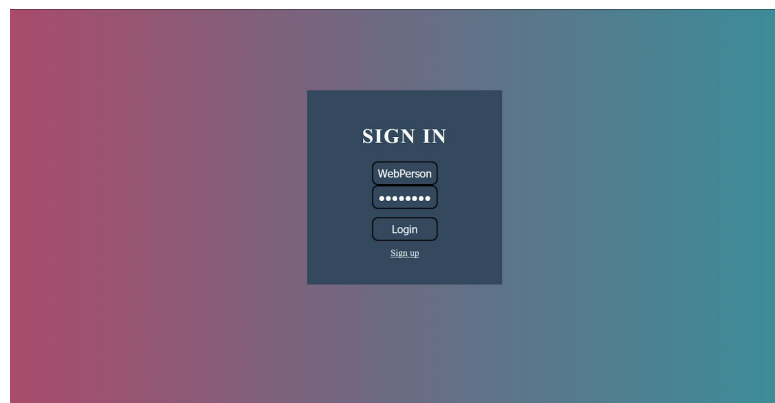 SIGN IN
WebPerson
●●●●●●●●
Login
Sign up